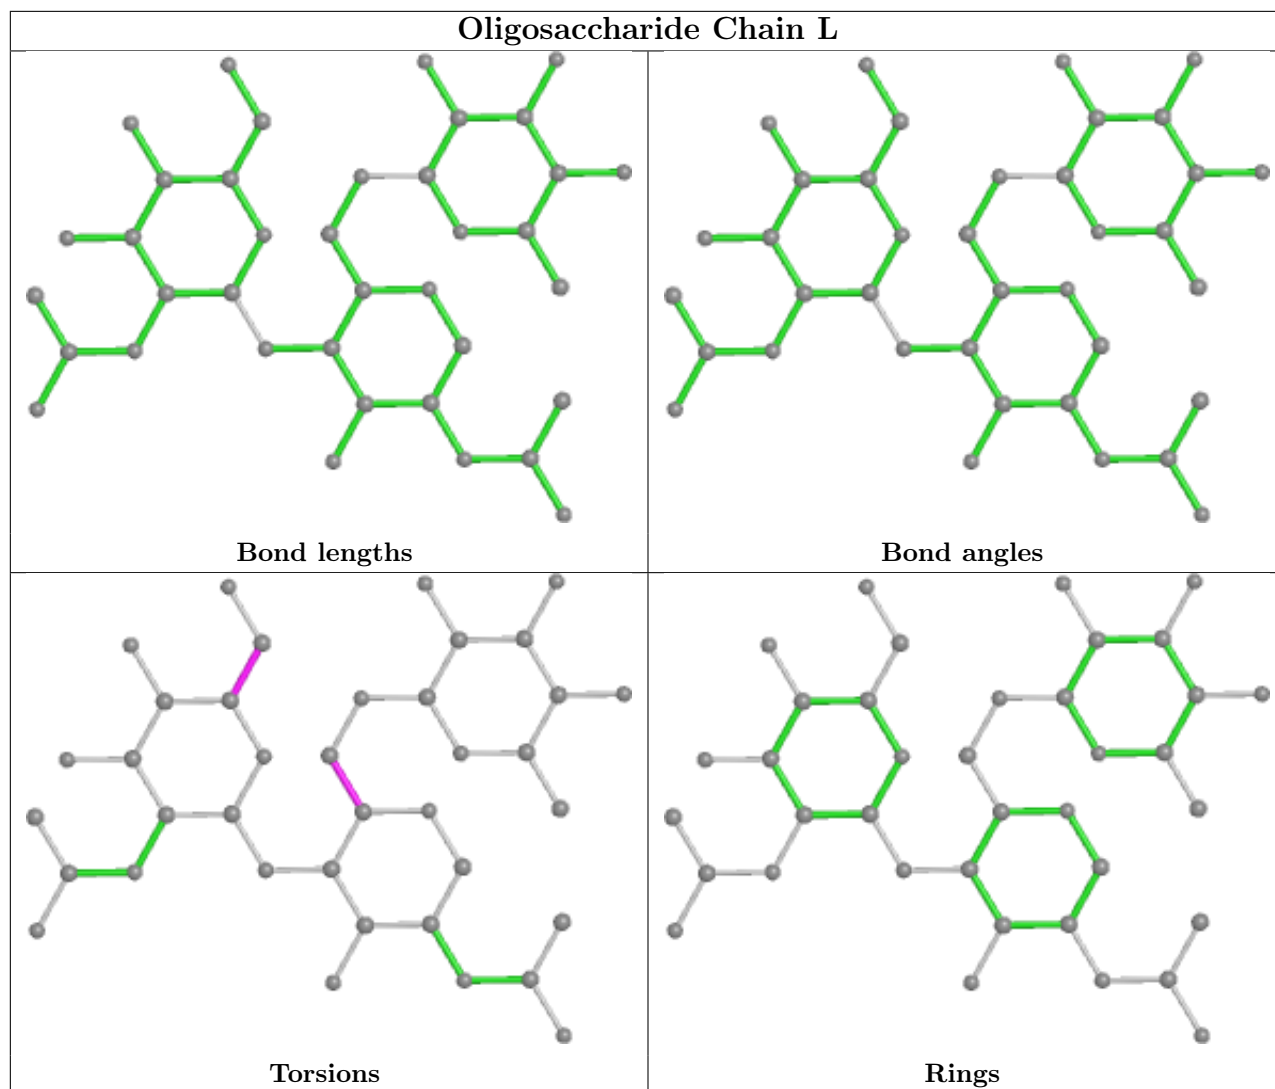 Oligosaccharide Chain L
Bond lengths
Bond angles
Torsions
Rings